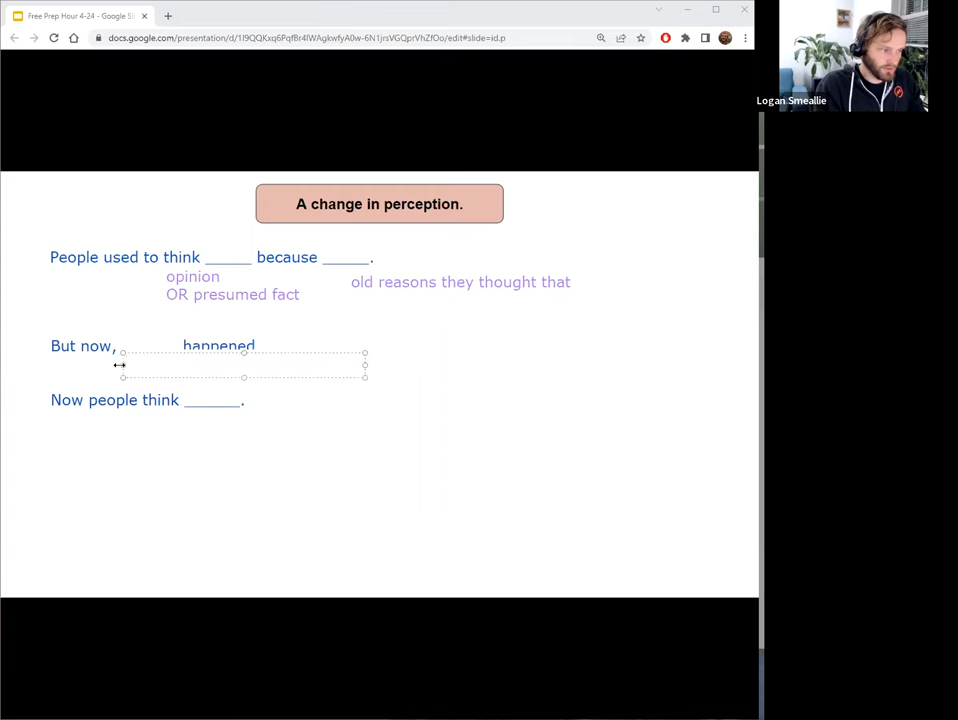 Free Prep Hour 4-24 - Google Sl
docs.google.com/presentation/d/1I9QQKxq6PqfBr4lWAgkwfyA0w-6N1jrsVGQprVhZfOo/edit#slide=id.p
Logan Smeallie
A change in perception.
People used to think ______ because ______.
opinion
OR presumed fact
old reasons they thought that
But now, happened
Now people think _______.